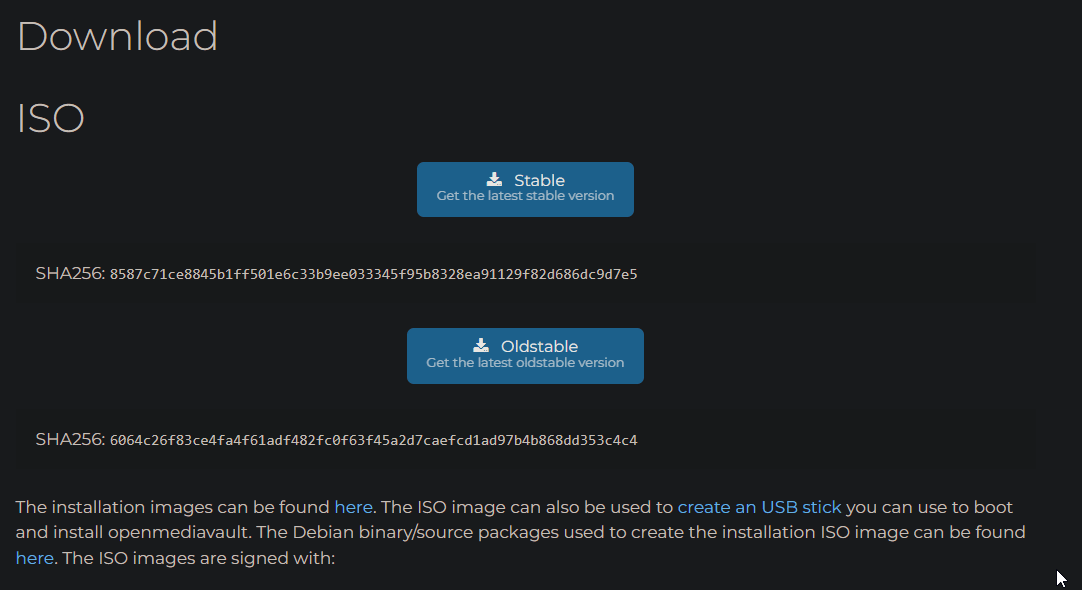 Download
ISO
Stable
Get the latest stable version
SHA256: 8587c71ce8845b1ff501e6c33b9ee033345f95b8328ea91129f82d686dc9d7e5
Oldstable
Get the latest oldstable version
SHA256: 6064c26f83ce4fa4f61adf482fc0f63f45a2d7caefcd1ad97b4b868dd353c4c4
The installation images can be found here. The ISO image can also be used to create an USB stick you can use to boot
and install openmediavault. The Debian binary/source packages used to create the installation ISO image can be found
here. The ISO images are signed with: